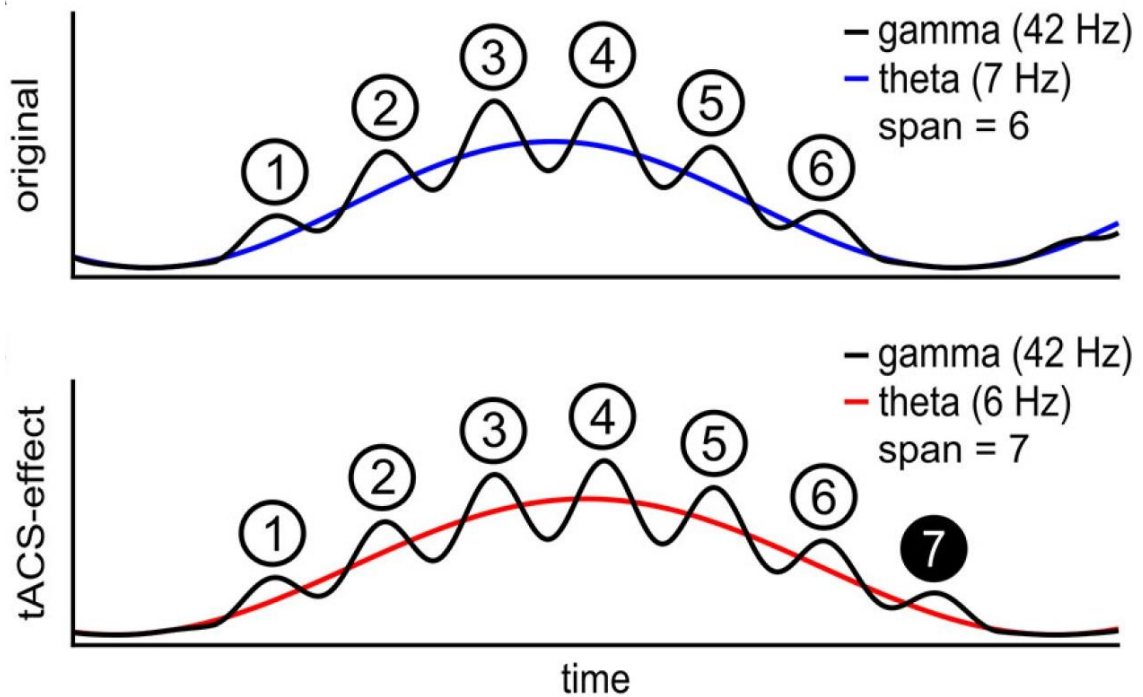 original
3
4
2
5
1
6
gamma (42 Hz)
theta (7 Hz)
span = 6
tACS-effect
4
3
5
2
6
1
7
gamma (42 Hz)
theta (6 Hz)
span = 7
time